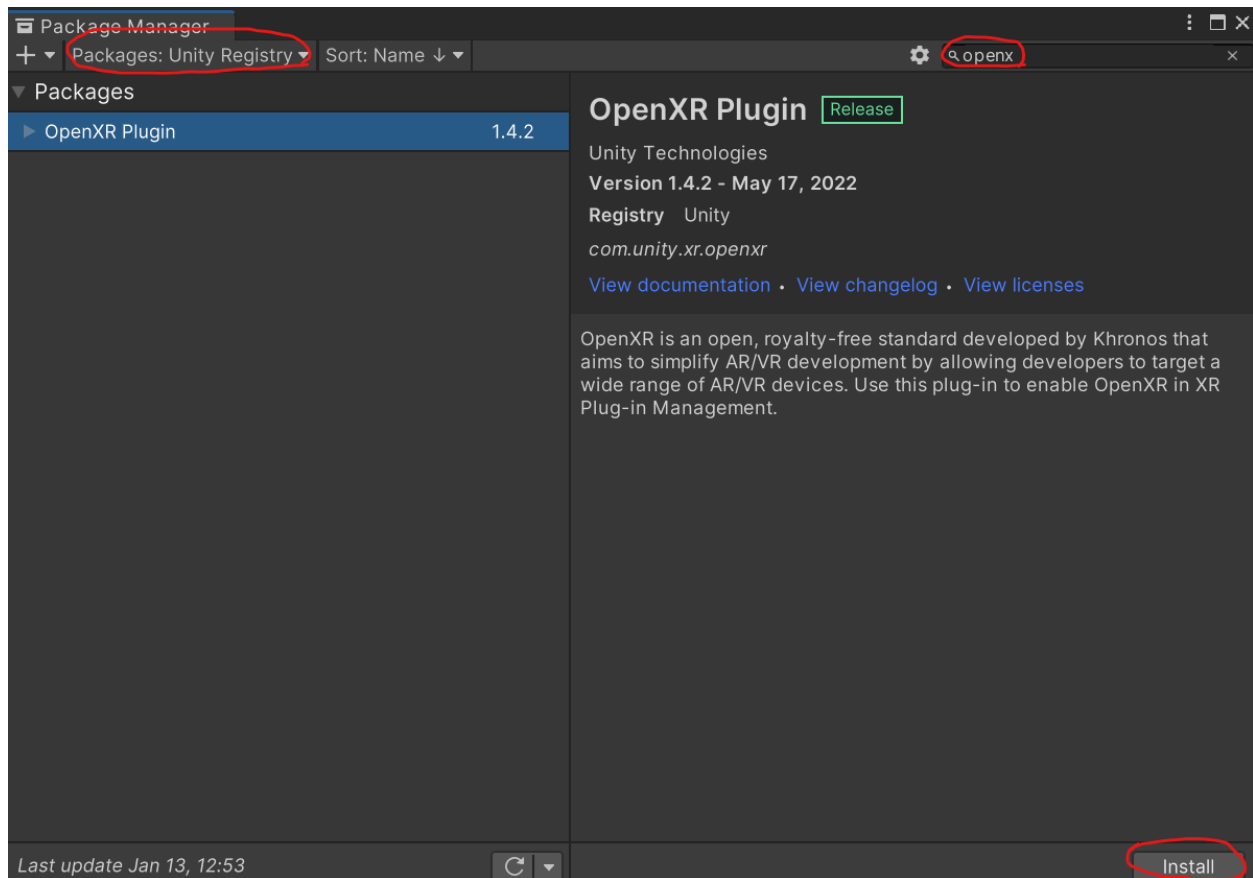 Package Manager
Packages: Unity Registry Sort: Name ↓ openx
Packages
OpenXR Plugin 1.4.2
OpenXR Plugin Release
Unity Technologies
Version 1.4.2 - May 17, 2022
Registry Unity
com.unity.xr.openxr
View documentation • View changelog • View licenses
OpenXR is an open, royalty-free standard developed by Khronos that
aims to simplify AR/VR development by allowing developers to target a
wide range of AR/VR devices. Use this plug-in to enable OpenXR in XR
Plug-in Management.
Last update Jan 13, 12:53
Install